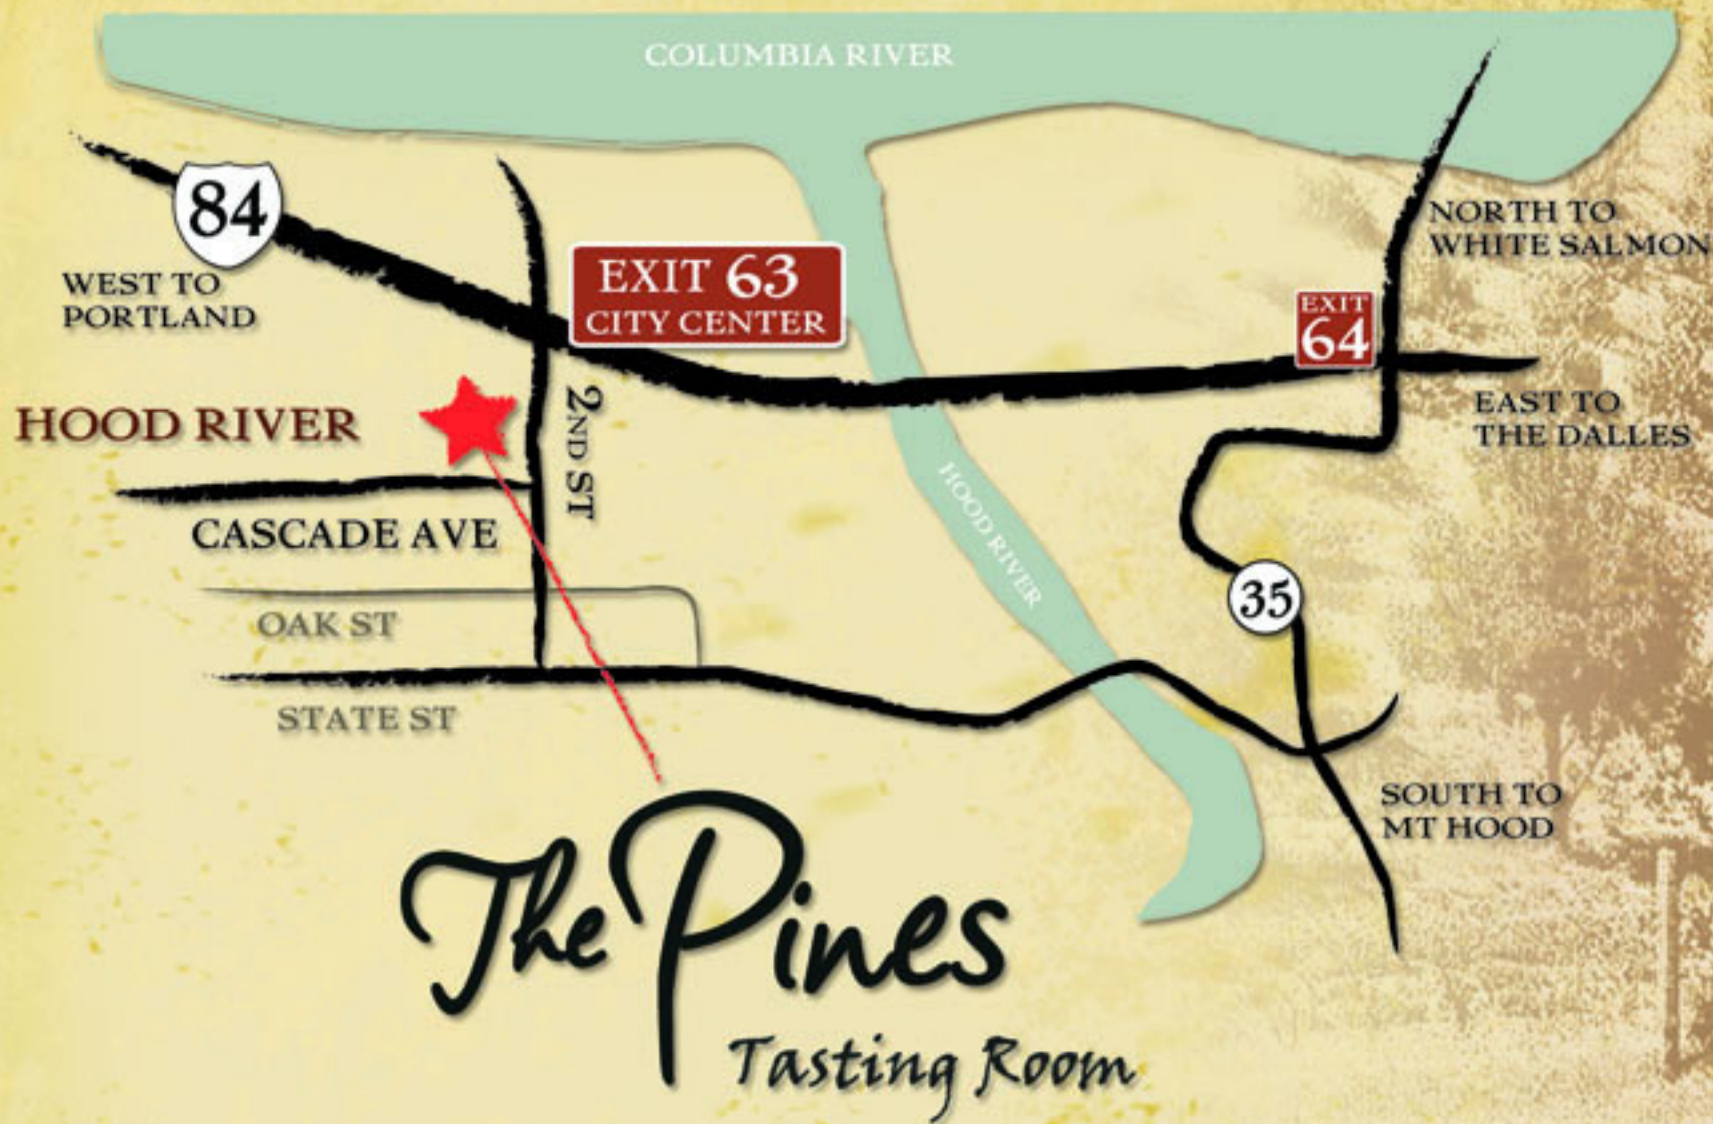 COLUMBIA RIVER
84
WEST TO
PORTLAND
EXIT 63
CITY CENTER
NORTH TO
WHITE SALMON
EXIT
64
EAST TO
THE DALLES
HOOD RIVER
2ND ST
CASCADE AVE
HOOD RIVER
OAK ST
35
STATE ST
SOUTH TO
MT HOOD
The Pines
Tasting Room